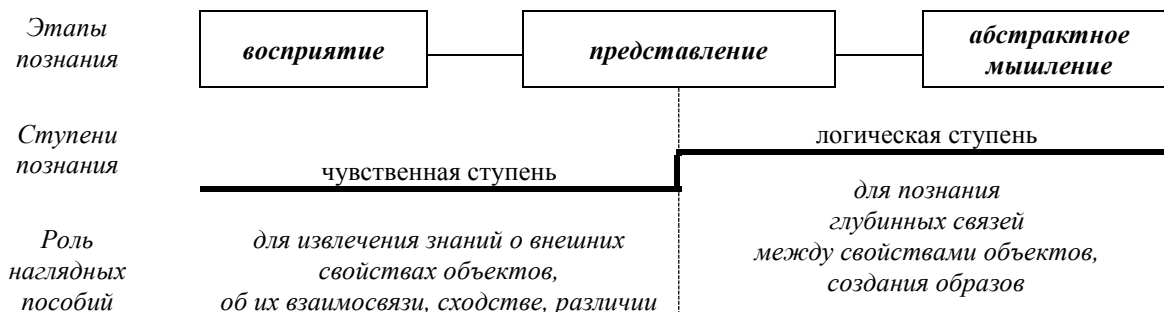 Этапы
познания
восприятие
представление
абстрактное
мышление
Ступени
познания
чувственная ступень
логическая ступень
Роль
наглядных
пособий
для извлечения знаний о внешних
свойствах объектов,
об их взаимосвязи, сходстве, различии
для познания
глубинных связей
между свойствами объектов,
создания образов